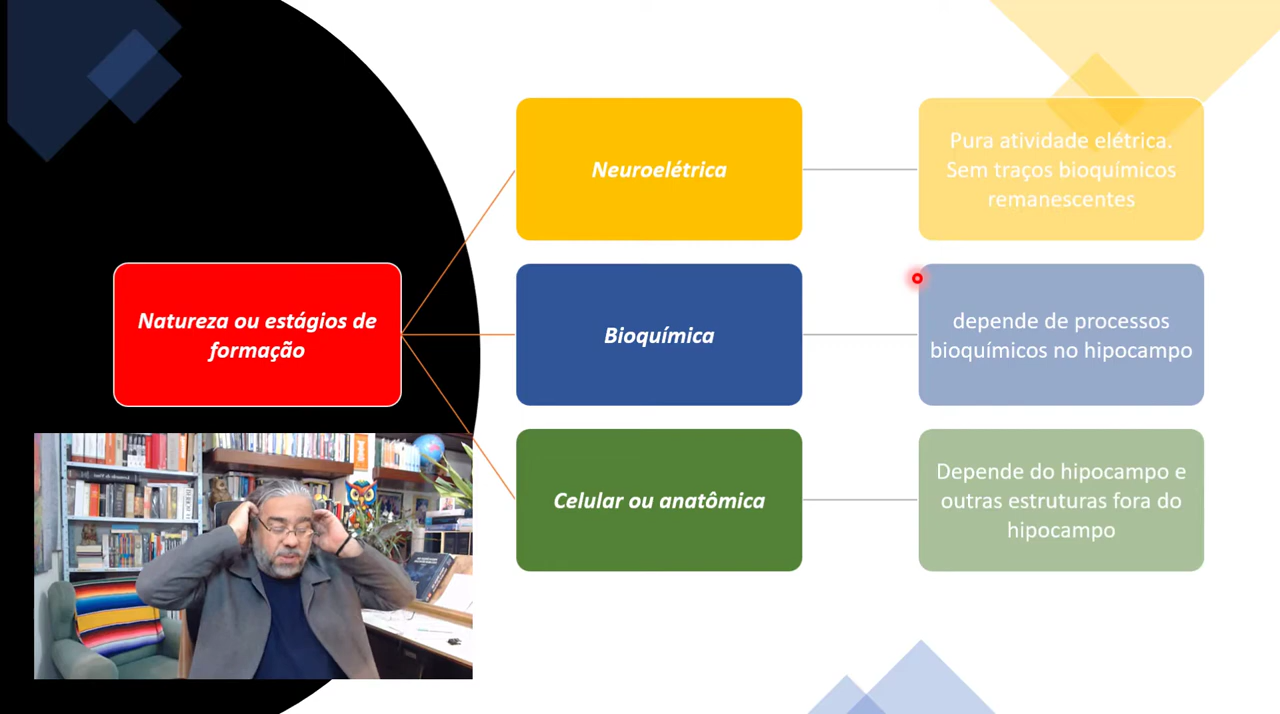 Natureza ou estágios de
formação
Neuroelétrica
Pura atividade elétrica.
Sem traços bioquímicos
remanescentes
Bioquímica
depende de processos
bioquímicos no hipocampo
Celular ou anatômica
Depende do hipocampo e
outras estruturas fora do
hipocampo